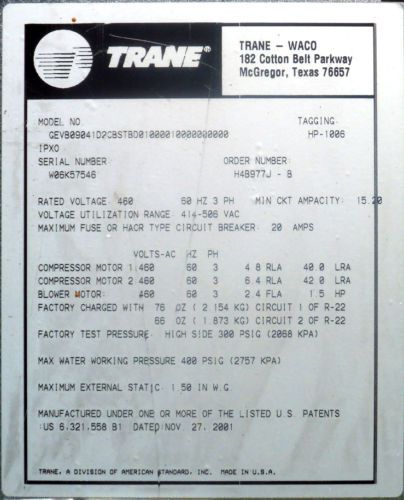 TRANE®
TRANE - WACO
182 Cotton Belt Parkway
McGregor, Texas 76657
MODEL NO. TAGGING:
GEVB09041D2CBSTBD01000010000000000 HP-1006
IPXO
SERIAL NUMBER: ORDER NUMBER:
W06K57546 H4B977J - B
RATED VOLTAGE: 460 60 HZ 3 PH MIN CKT AMPACITY: 15.20
VOLTAGE UTILIZATION RANGE: 414-506 VAC
MAXIMUM FUSE OR HACR TYPE CIRCUIT BREAKER: 20 AMPS
VOLTS-AC HZ PH
COMPRESSOR MOTOR 1: 460 60 3 4.8 RLA 40.0 LRA
COMPRESSOR MOTOR 2: 460 60 3 6.4 RLA 42.0 LRA
BLOWER MOTOR: 460 60 3 2.4 FLA 1.5 HP
FACTORY CHARGED WITH 76 OZ ( 2.154 KG) CIRCUIT 1 OF R-22
66 OZ ( 1.873 KG) CIRCUIT 2 OF R-22
FACTORY TEST PRESSURE: HIGH SIDE 300 PSIG (2068 KPA)
MAX WATER WORKING PRESSURE 400 PSIG (2757 KPA)
MAXIMUM EXTERNAL STATIC: 1.50 IN W.G.
MANUFACTURED UNDER ONE OR MORE OF THE LISTED U.S. PATENTS
:US 6,321,558 B1 DATED:NOV. 27, 2001
TRANE, A DIVISION OF AMERICAN STANDARD, INC. MADE IN U.S.A.